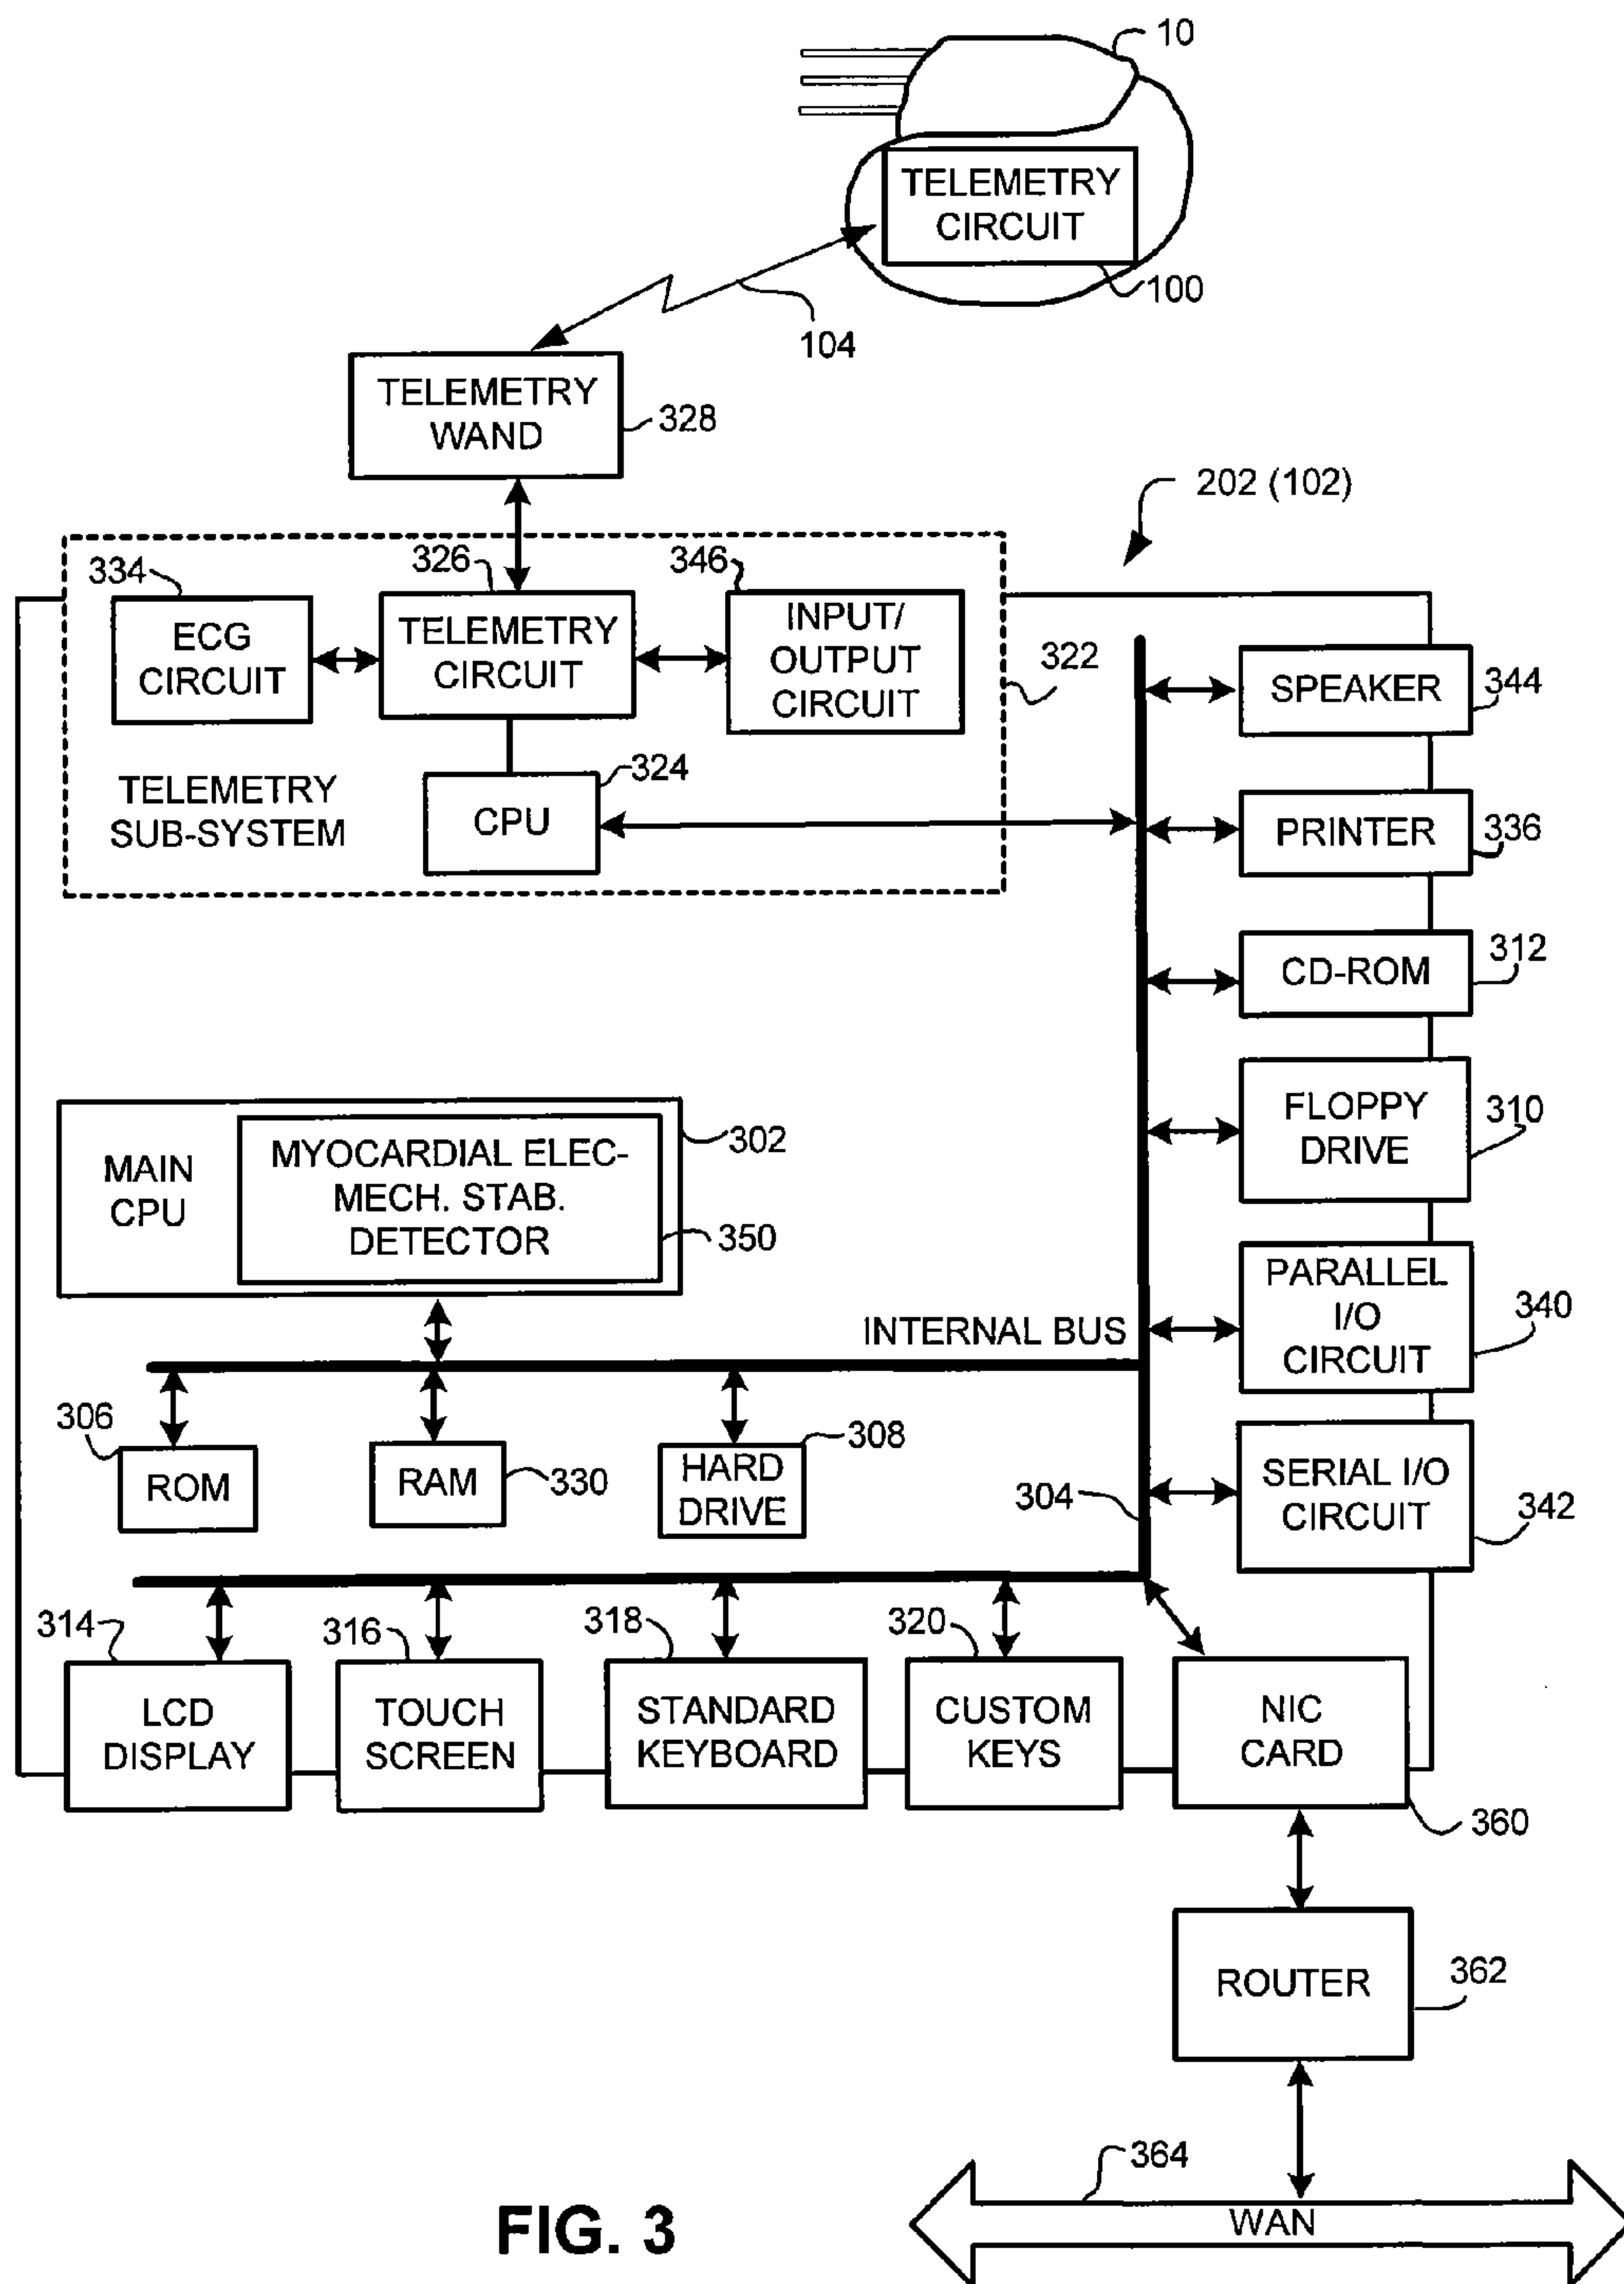 10
TELEMETRY
CIRCUIT
100
104
TELEMETRY
WAND
328
202 (102)
334
326
346
ECG
CIRCUIT
TELEMETRY
CIRCUIT
INPUT/
OUTPUT
CIRCUIT
322
324
CPU
TELEMETRY
SUB-SYSTEM
SPEAKER
344
PRINTER
336
CD-ROM
312
FLOPPY
DRIVE
310
MAIN
CPU
MYOCARDIAL ELEC-
MECH. STAB.
DETECTOR
302
350
PARALLEL
I/O
CIRCUIT
340
INTERNAL BUS
306
ROM
RAM
330
308
HARD
DRIVE
304
SERIAL I/O
CIRCUIT
342
314
LCD
DISPLAY
316
TOUCH
SCREEN
318
STANDARD
KEYBOARD
320
CUSTOM
KEYS
NIC
CARD
360
ROUTER
362
364
WAN
FIG. 3